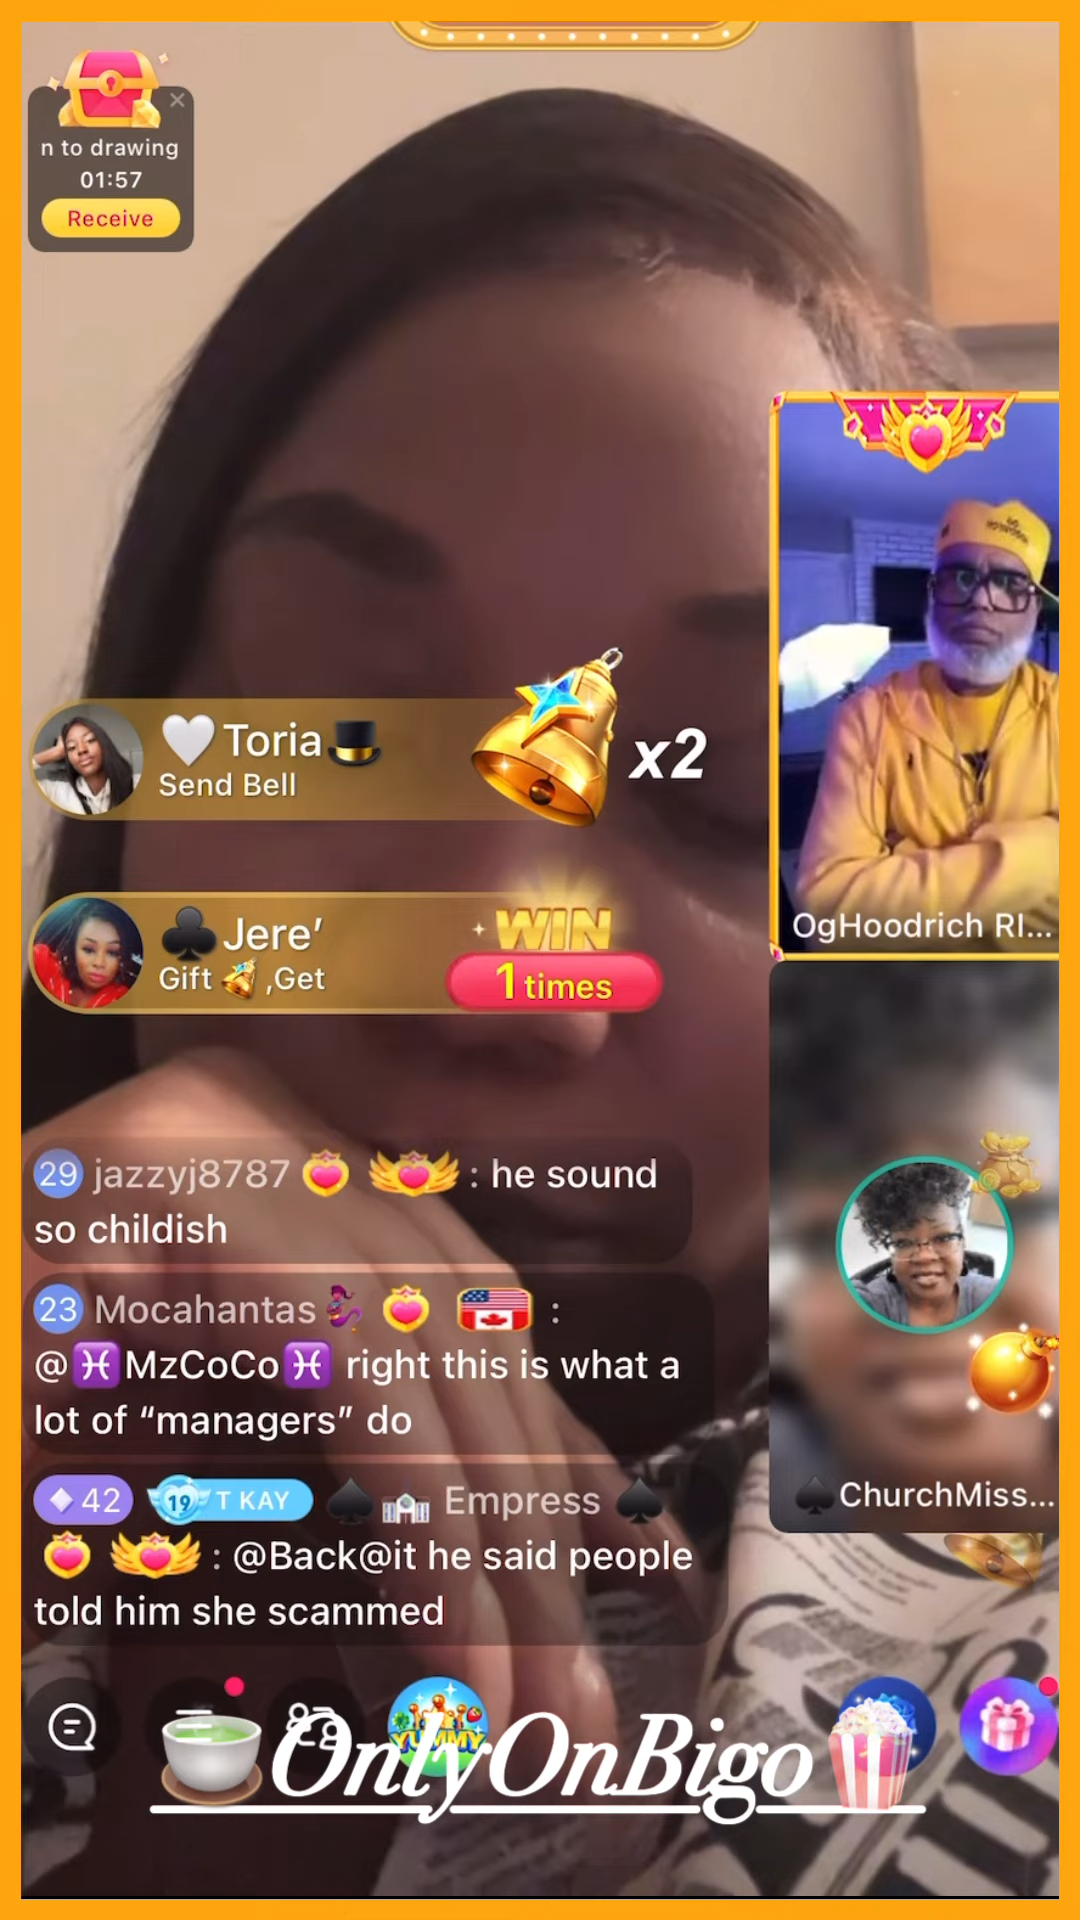 n to drawing
01:57
Receive
🤍Toria🎩
Send Bell
x2
♣️Jere’
Gift ,Get
WIN
1 times
OgHoodrich RI...
29 jazzyj8787 : he sound
so childish
23 Mocahantas🧜🏾‍♀️ :
@♓MzCoCo♓ right this is what a
lot of “managers” do
42 19 T KAY ♠️🏫 Empress ♠️
: @Back@it he said people
told him she scammed
♠️ChurchMiss...
YUMMY
🍵OnlyOnBigo🍿